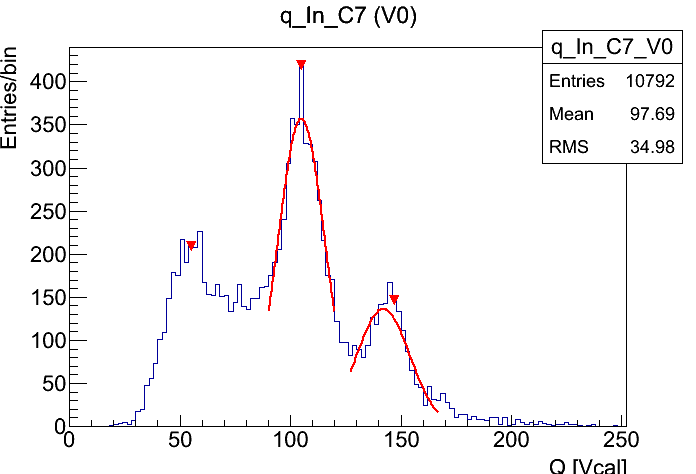 q_In_C7 (V0)
q_In_C7_V0
Entries 10792
Mean 97.69
RMS 34.98
Entries/bin
400
350
300
250
200
150
100
50
0
0 50 100 150 200 250
Q [Vcal]